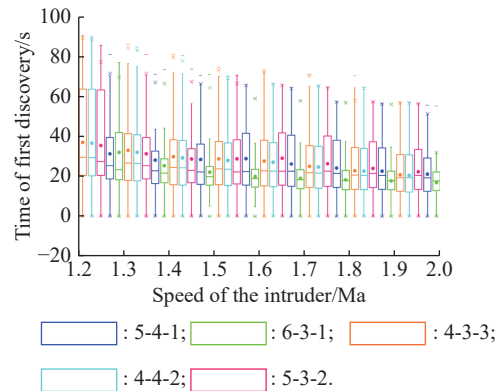 Time of first discovery/s
100
80
60
40
20
0
−20
1.2 1.3 1.4 1.5 1.6 1.7 1.8 1.9 2.0
Speed of the intruder/Ma
: 5-4-1; : 6-3-1; : 4-3-3;
: 4-4-2; : 5-3-2.